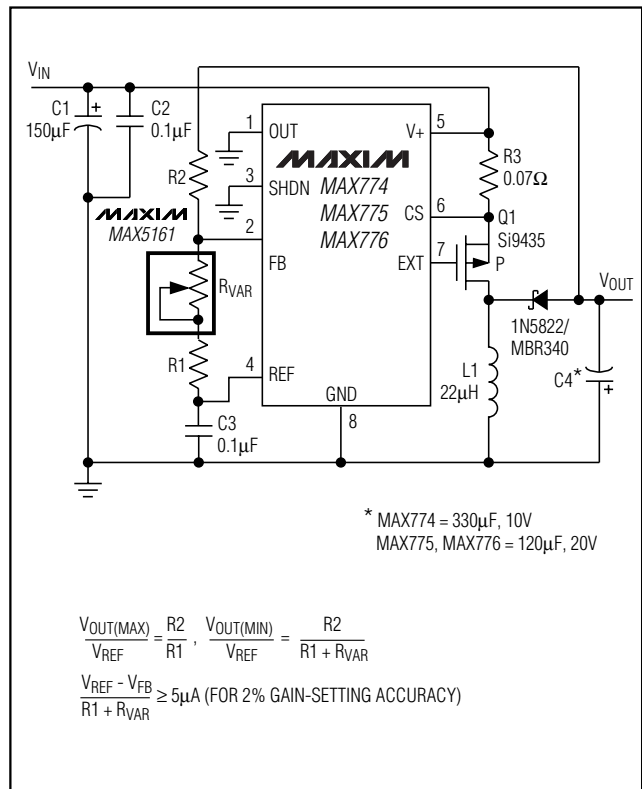 VIN
C1
150µF
+
C2
0.1µF
R2
MAXIM
MAX5161
RVAR
R1
C3
0.1µF
1
OUT
3
SHDN
2
FB
4
REF
MAXIM
MAX774
MAX775
MAX776
GND
8
V+
5
CS
6
EXT
7
R3
0.07Ω
Q1
Si9435
P
VOUT
1N5822/
MBR340
L1
22µH
C4*
+
* MAX774 = 330µF, 10V
MAX775, MAX776 = 120µF, 20V
VOUT(MAX)/VREF = R2/R1 , VOUT(MIN)/VREF = R2/R1 + RVAR
VREF - VFB/R1 + RVAR ≥ 5µA (FOR 2% GAIN-SETTING ACCURACY)